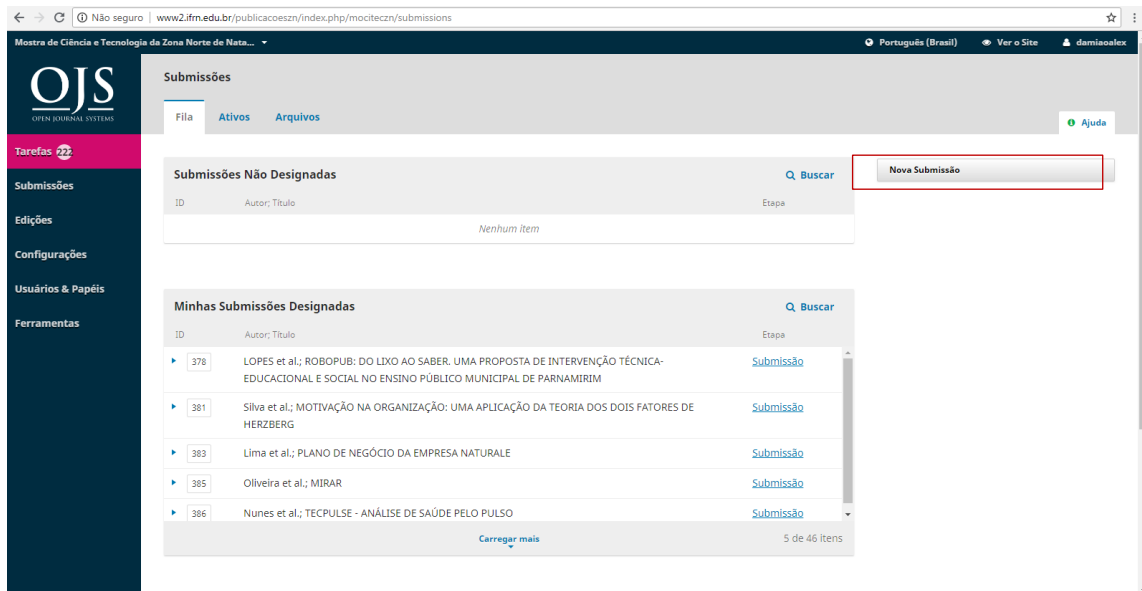 Não seguro | www2.ifrn.edu.br/publicacoeszn/index.php/mociteczn/submissions
Mostra de Ciência e Tecnologia da Zona Norte de Nata...
Português (Brasil) Ver o Site damiaoalex
OJS
OPEN JOURNAL SYSTEMS
Submissões
Fila Ativos Arquivos
Ajuda
Tarefas 222
Submissões
Edições
Configurações
Usuários & Papéis
Ferramentas
Submissões Não Designadas Buscar
ID Autor; Título Etapa
Nenhum item
Nova Submissão
Minhas Submissões Designadas Buscar
ID Autor; Título Etapa
378 LOPES et al.; ROBOPUB: DO LIXO AO SABER. UMA PROPOSTA DE INTERVENÇÃO TÉCNICA- Submissão
EDUCACIONAL E SOCIAL NO ENSINO PÚBLICO MUNICIPAL DE PARNAMIRIM
381 Silva et al.; MOTIVAÇÃO NA ORGANIZAÇÃO: UMA APLICAÇÃO DA TEORIA DOS DOIS FATORES DE Submissão
HERZBERG
383 Lima et al.; PLANO DE NEGÓCIO DA EMPRESA NATURALE Submissão
385 Oliveira et al.; MIRAR Submissão
386 Nunes et al.; TECPULSE - ANÁLISE DE SAÚDE PELO PULSO Submissão
Carregar mais 5 de 46 itens